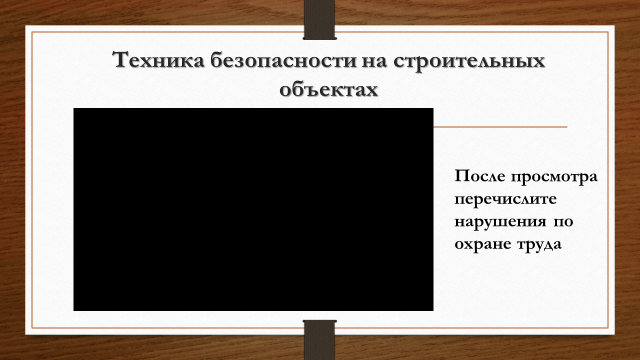 Техника безопасности на строительных
объектах
После просмотра
перечислите
нарушения по
охране труда